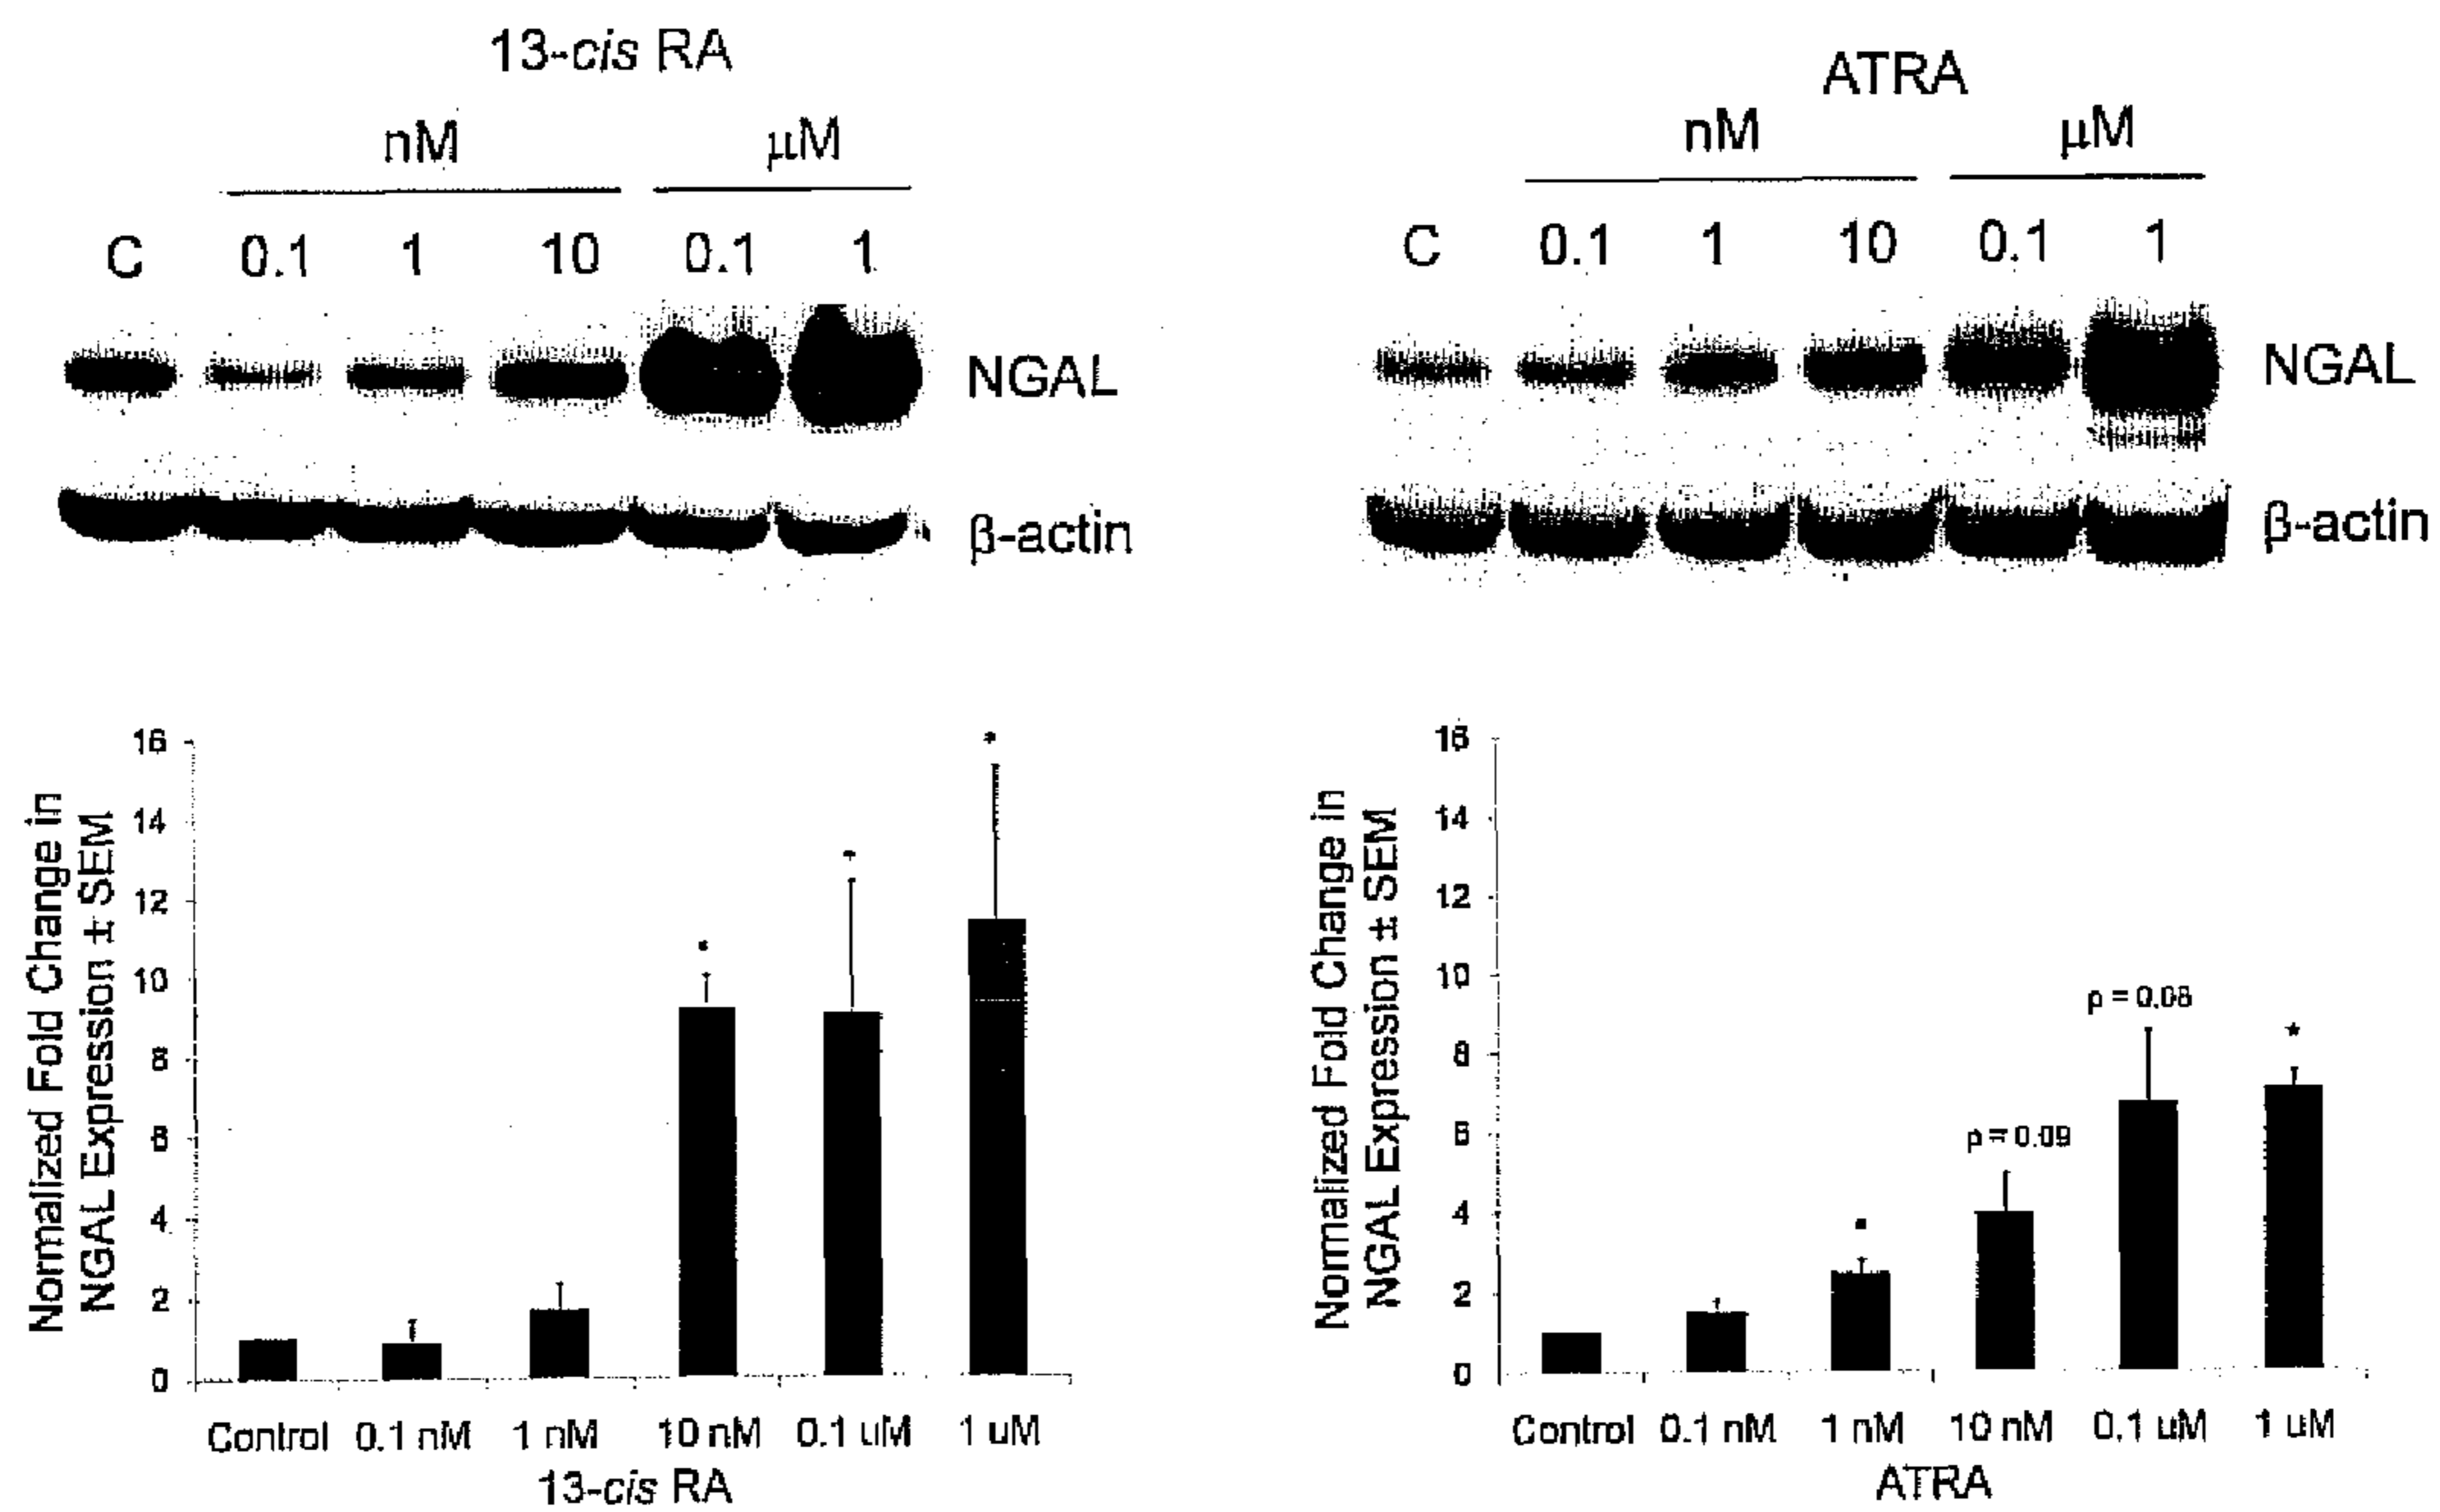 13-cis RA
nM μM
C 0.1 1 10 0.1 1
NGAL
β-actin
ATRA
nM μM
C 0.1 1 10 0.1 1
NGAL
β-actin
Normalized Fold Change in
NGAL Expression ± SEM
16
14
12
10
8
6
4
2
0
*
*
*
Control 0.1 nM 1 nM 10 nM 0.1 uM 1 uM
13-cis RA
Normalized Fold Change in
NGAL Expression ± SEM
16
14
12
10
8
6
4
2
0
*
p = 0.09
p = 0.08
*
Control 0.1 nM 1 nM 10 nM 0.1 uM 1 uM
ATRA